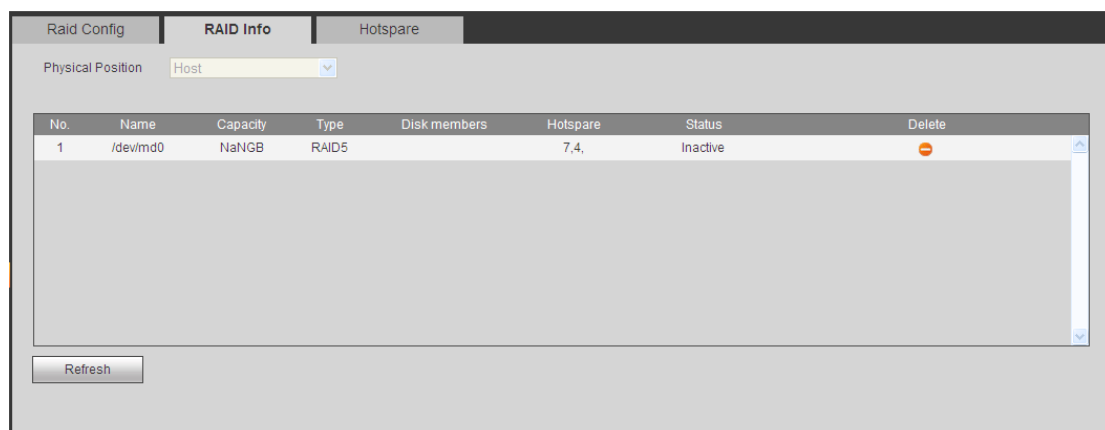 Raid Config RAID Info Hotspare
Physical Position Host
No. Name Capacity Type Disk members Hotspare Status Delete
1 /dev/md0 NaNGB RAID5 7,4, Inactive
Refresh